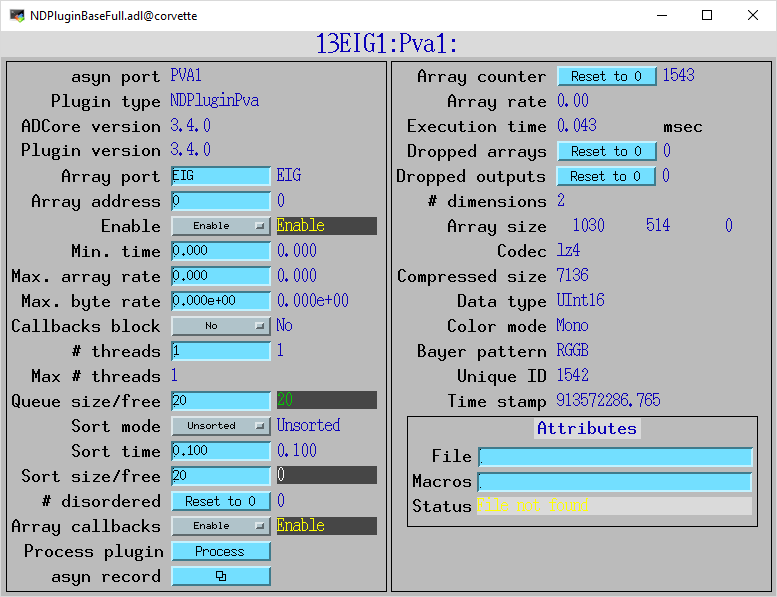 NDPluginBaseFull.adl@corvette
13EIG1:Pva1:
asyn port PVA1
Plugin type NDPluginPva
ADCore version 3.4.0
Plugin version 3.4.0
Array port EIG EIG
Array address 0 0
Enable Enable Enable
Min. time 0.000 0.000
Max. array rate 0.000 0.000
Max. byte rate 0.000e+00 0.000e+00
Callbacks block No No
# threads 1 1
Max # threads 1
Queue size/free 20 20
Sort mode Unsorted Unsorted
Sort time 0.100 0.100
Sort size/free 20 0
# disordered Reset to 0 0
Array callbacks Enable Enable
Process plugin Process
asyn record
Array counter Reset to 0 1543
Array rate 0.00
Execution time 0.043 msec
Dropped arrays Reset to 0 0
Dropped outputs Reset to 0 0
# dimensions 2
Array size 1030 514 0
Codec lz4
Compressed size 7136
Data type UInt16
Color mode Mono
Bayer pattern RGGB
Unique ID 1542
Time stamp 913572286.765
Attributes
File
Macros
Status File not found